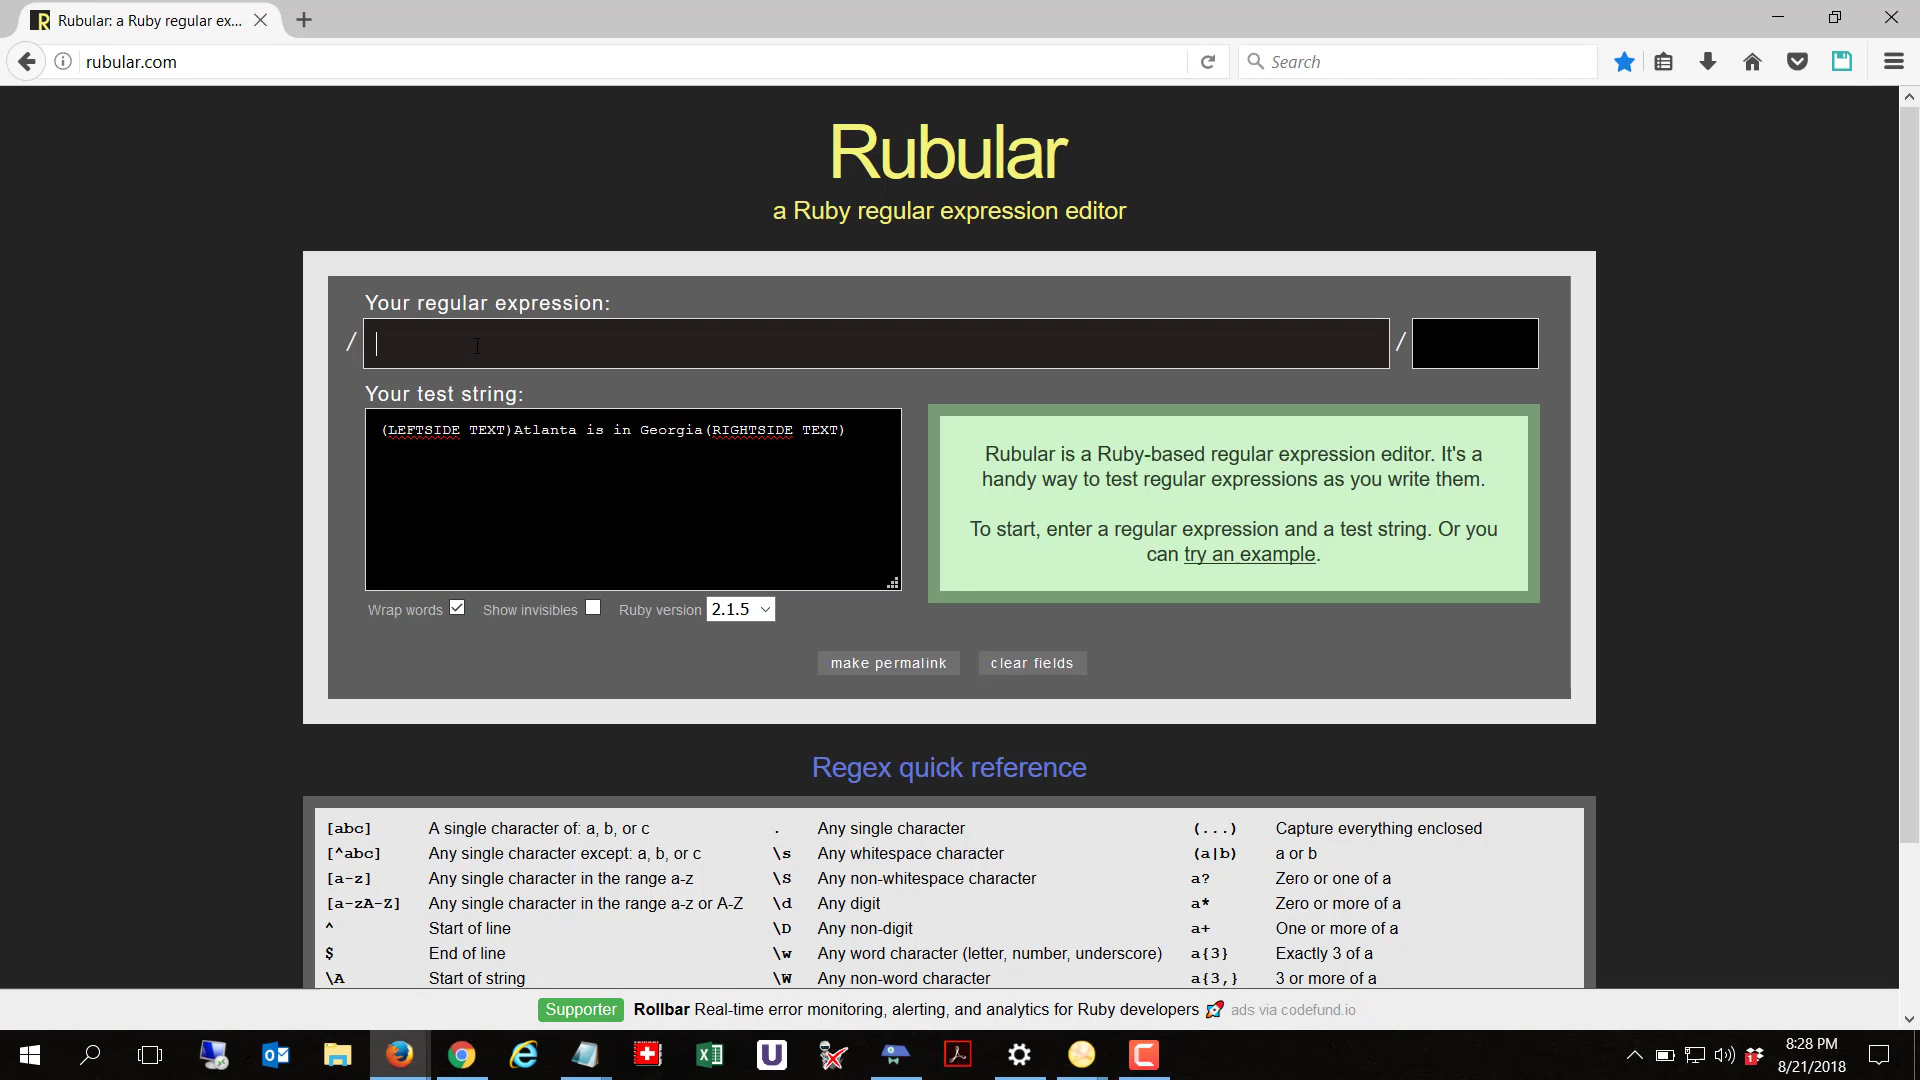 Rubular: a Ruby regular ex...
rubular.com
Search
Rubular
a Ruby regular expression editor
Your regular expression:
/ /
Your test string:
(LEFTSIDE TEXT)Atlanta is in Georgia(RIGHTSIDE TEXT)
Rubular is a Ruby-based regular expression editor. It's a
handy way to test regular expressions as you write them.
To start, enter a regular expression and a test string. Or you
can try an example.
Wrap words Show invisibles Ruby version 2.1.5
make permalink clear fields
Regex quick reference
[abc] A single character of: a, b, or c . Any single character (...) Capture everything enclosed
[^abc] Any single character except: a, b, or c \s Any whitespace character (a|b) a or b
[a-z] Any single character in the range a-z \S Any non-whitespace character a? Zero or one of a
[a-zA-Z] Any single character in the range a-z or A-Z \d Any digit a* Zero or more of a
^ Start of line \D Any non-digit a+ One or more of a
$ End of line \w Any word character (letter, number, underscore) a{3} Exactly 3 of a
\A Start of string \W Any non-word character a{3,} 3 or more of a
Supporter Rollbar Real-time error monitoring, alerting, and analytics for Ruby developers 🚀 ads via codefund.io
8:28 PM
8/21/2018